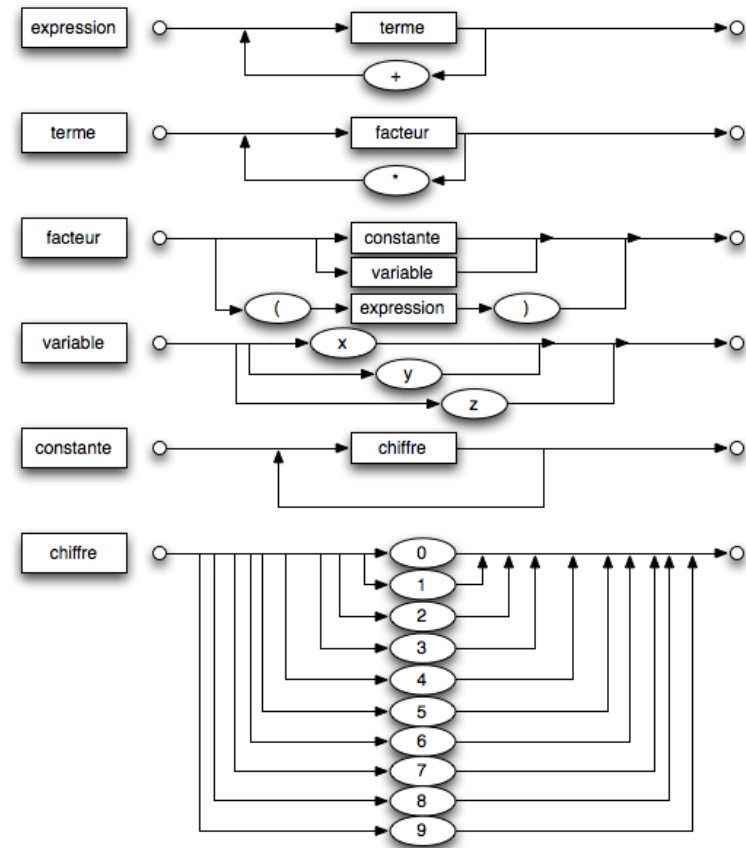 expression terme
+
terme facteur
*
facteur constante
variable
( expression )
variable x
y
z
constante chiffre
chiffre 0
1
2
3
4
5
6
7
8
9